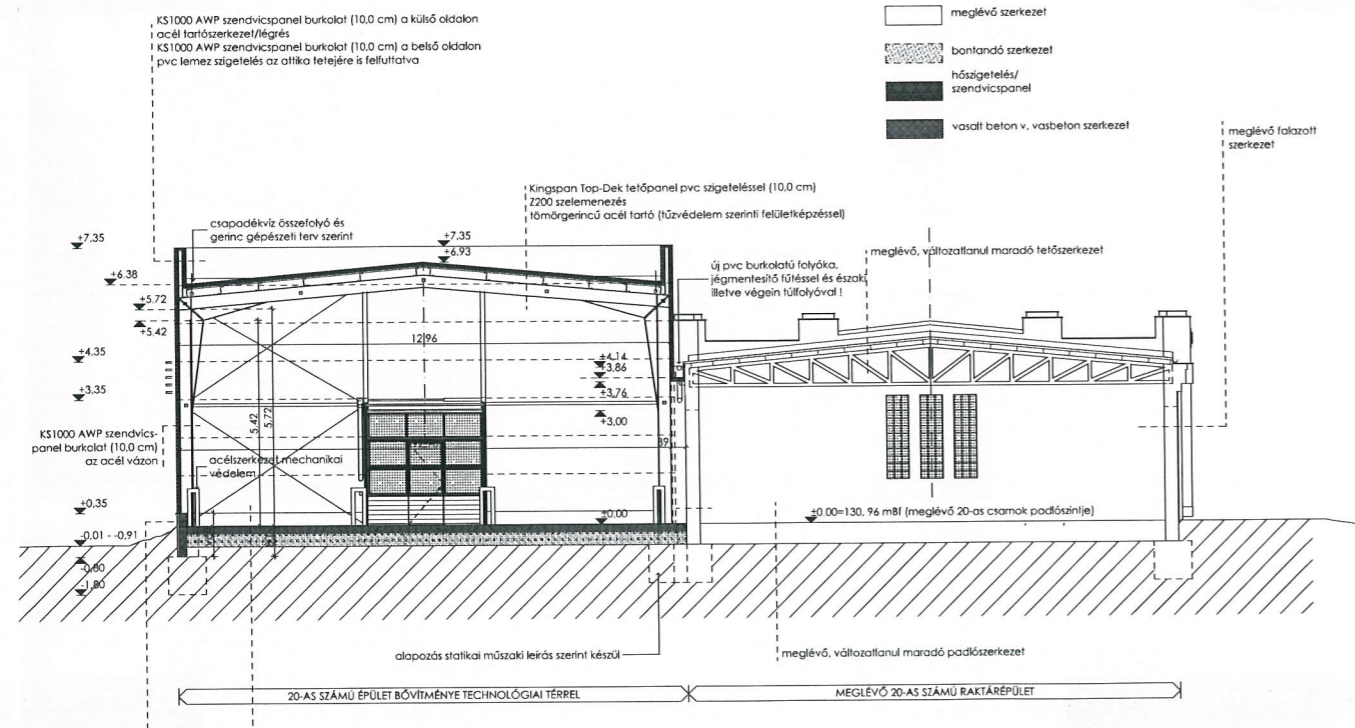 KS1000 AWP szendvicspanel burkolat (10,0 cm) a külső oldalon
acél tartószerkezet/légrés
KS1000 AWP szendvicspanel burkolat (10,0 cm) a belső oldalon
pvc lemez szigetelés az attika tetejére is felfuttatva
meglévő szerkezet
bontandó szerkezet
hőszigetelés/
szendvicspanel
vasalt beton v. vasbeton szerkezet
meglévő falazott
szerkezet
Kingspan Top-Dek tetőpanel pvc szigeteléssel (10,0 cm)
Z200 szelemenezés
tömörgerincű acél tartó (tűzvédelem szerinti felületképzéssel)
csapadékvíz összefolyó és
gerinc gépészeti terv szerint
+7.35
+7.35
+6.93
meglévő, változatlanul maradó tetőszerkezet
új pvc burkolatú folyóka,
jégmentesítő fűtéssel és északi,
illetve végein túlfolyóval !
+6.38
+5.72
+5.42
12,96
+4.35
+4.14
+3.86
+3.35
+3.76
+3,00
5,42
5,72
KS1000 AWP szendvics-
panel burkolat (10,0 cm)
az acél vázon
acélszerkezet mechanikai
védelem
39
+0.35
+0.00
+0.00=130, 96 mBf (meglévő 20-as csarnok padlószintje)
-0.01 - -0.91
-0,80
-1,80
alapozás statikai műszaki leírás szerint készül
meglévő, változatlanul maradó padlószerkezet
20-AS SZÁMÚ ÉPÜLET BŐVÍTMÉNYE TECHNOLÓGIAI TÉRREL
MEGLÉVŐ 20-AS SZÁMÚ RAKTÁRÉPÜLET